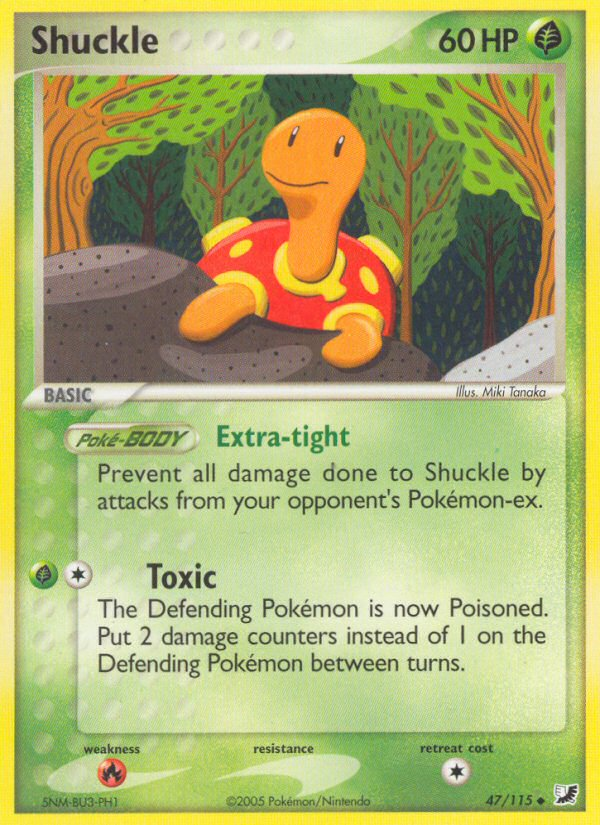 Shuckle 60 HP
BASIC
Illus. Miki Tanaka
Poké-BODY Extra-tight
Prevent all damage done to Shuckle by
attacks from your opponent's Pokémon-ex.
Toxic
The Defending Pokémon is now Poisoned.
Put 2 damage counters instead of 1 on the
Defending Pokémon between turns.
weakness resistance retreat cost
5NM-BU3-PH1 ©2005 Pokémon/Nintendo 47/115